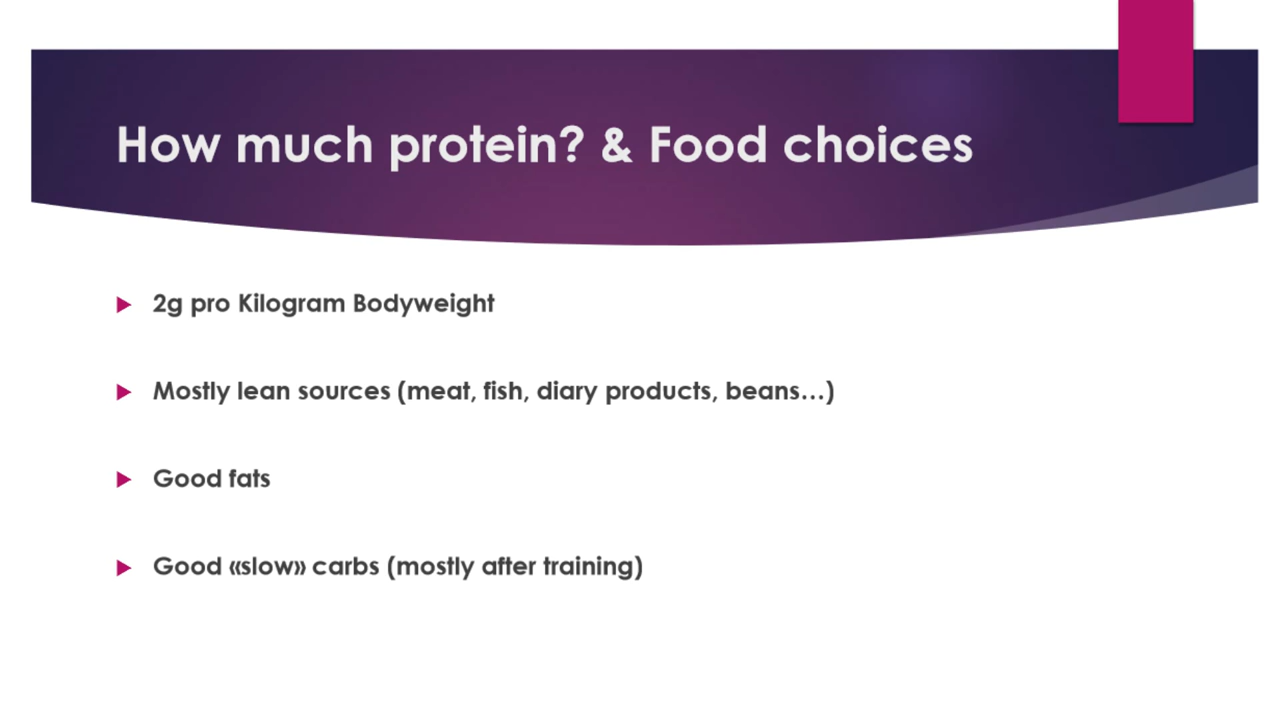 How much protein? & Food choices
2g pro Kilogram Bodyweight
Mostly lean sources (meat, fish, diary products, beans…)
Good fats
Good «slow» carbs (mostly after training)